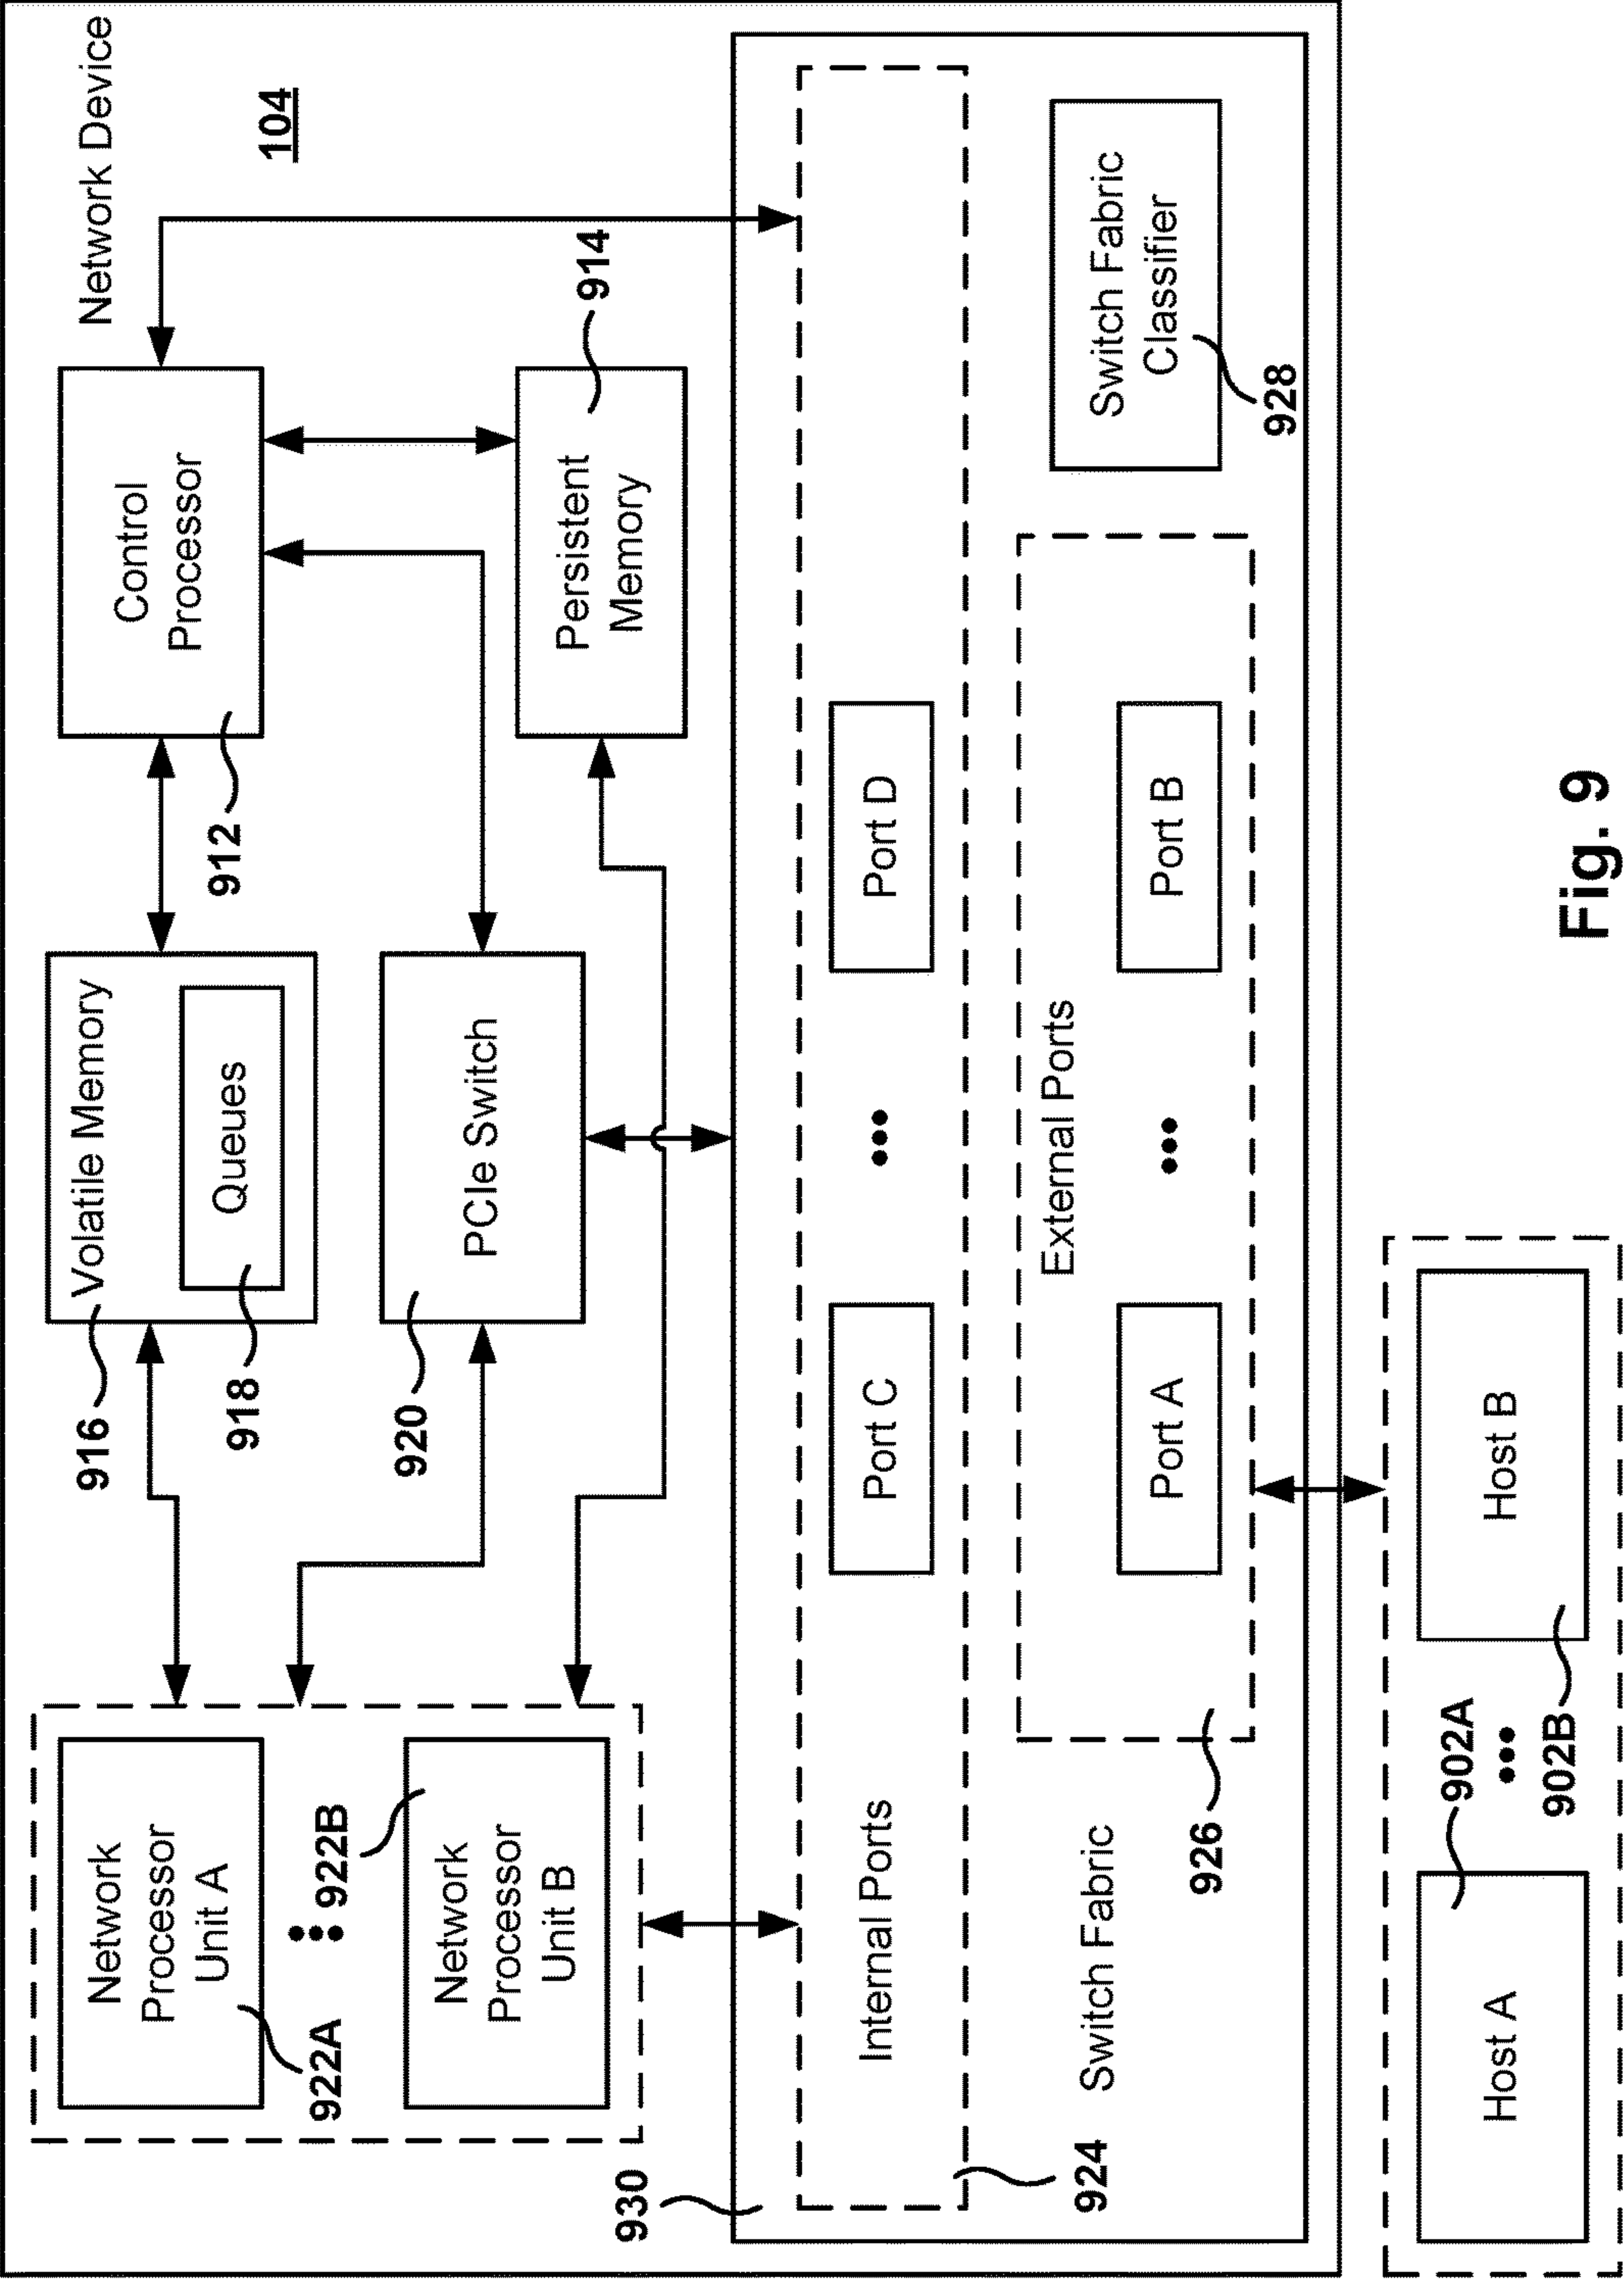 Network Device
104
Network
Processor
Unit A
922A
922B
Network
Processor
Unit B
916
Volatile Memory
Queues
918
912
Control
Processor
920
PCIe Switch
914
Persistent
Memory
930
Internal Ports
Port C
Port D
924
External Ports
Port A
Port B
926
Switch Fabric
Switch Fabric
Classifier
928
902A
Host A
902B
Host B
Fig. 9